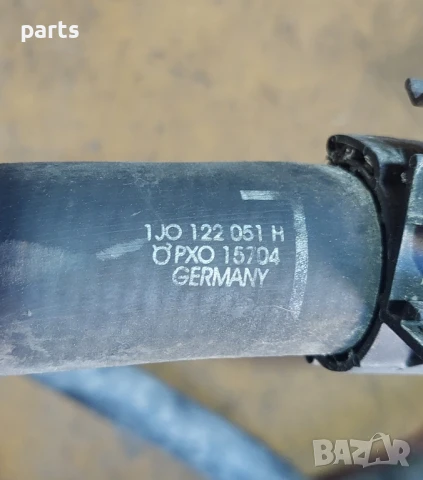 parts
1JO 122 051 H
PXO 15704
GERMANY
BAZAR